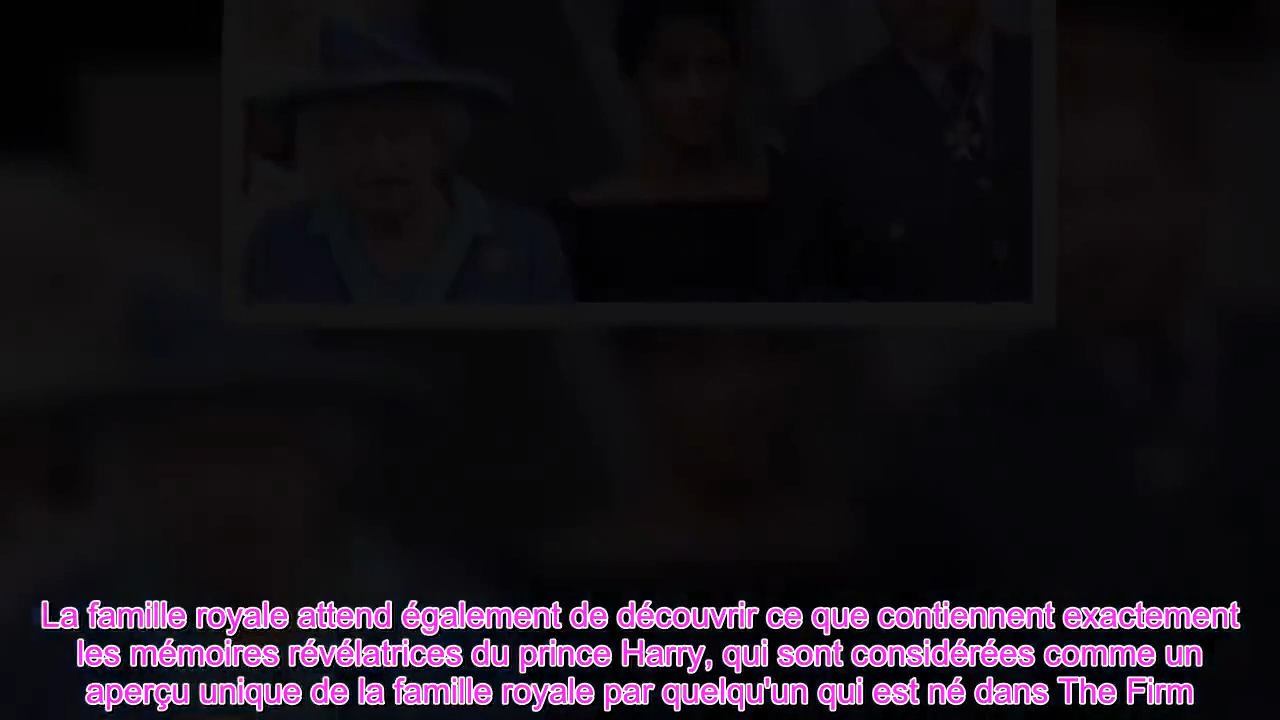 La famille royale attend également de découvrir ce que contiennent exactement
les mémoires révélatrices du prince Harry, qui sont considérées comme un
aperçu unique de la famille royale par quelqu'un qui est né dans The Firm